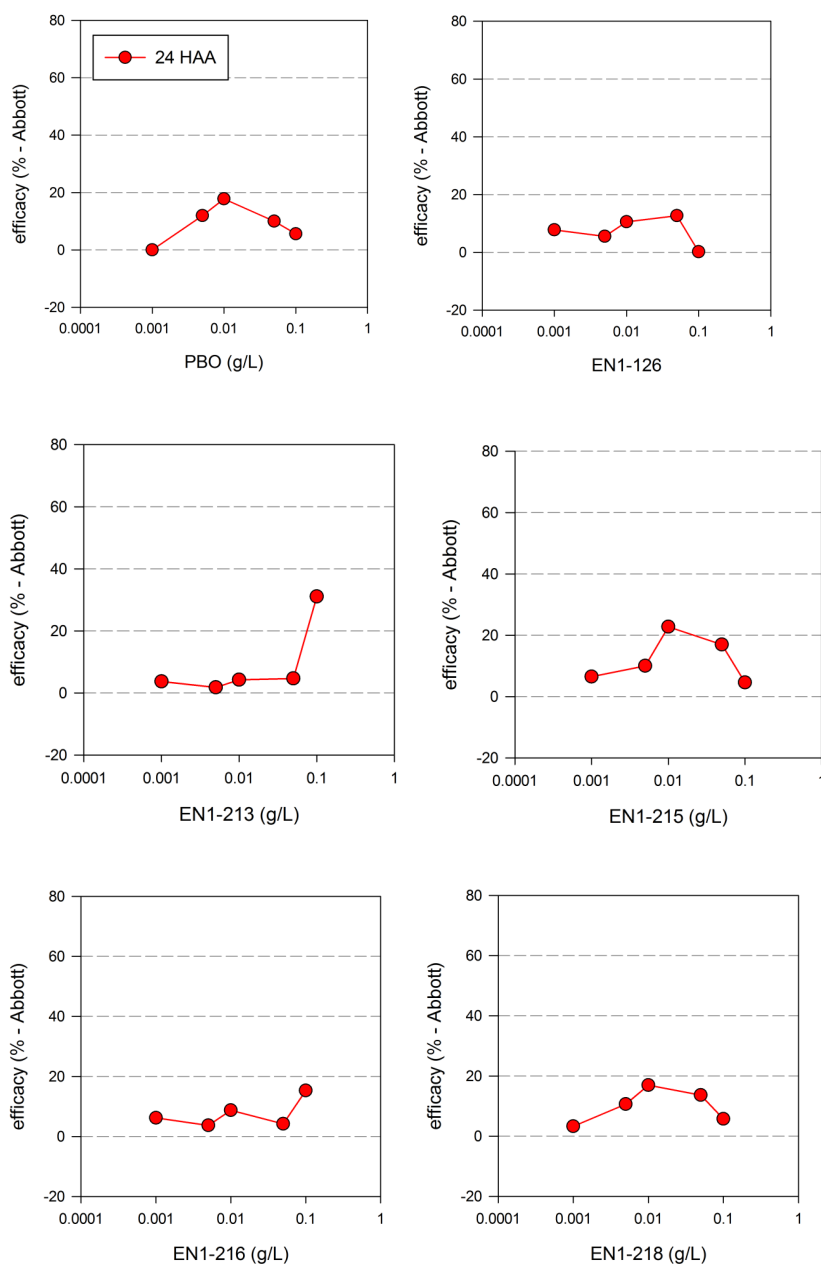 24 HAA
efficacy (% - Abbott)
80
60
40
20
0
-20
0.0001 0.001 0.01 0.1 1
PBO (g/L)
efficacy (% - Abbott)
80
60
40
20
0
-20
0.0001 0.001 0.01 0.1 1
EN1-126
efficacy (% - Abbott)
80
60
40
20
0
-20
0.0001 0.001 0.01 0.1 1
EN1-213 (g/L)
efficacy (% - Abbott)
80
60
40
20
0
-20
0.0001 0.001 0.01 0.1 1
EN1-215 (g/L)
efficacy (% - Abbott)
80
60
40
20
0
-20
0.0001 0.001 0.01 0.1 1
EN1-216 (g/L)
efficacy (% - Abbott)
80
60
40
20
0
-20
0.0001 0.001 0.01 0.1 1
EN1-218 (g/L)